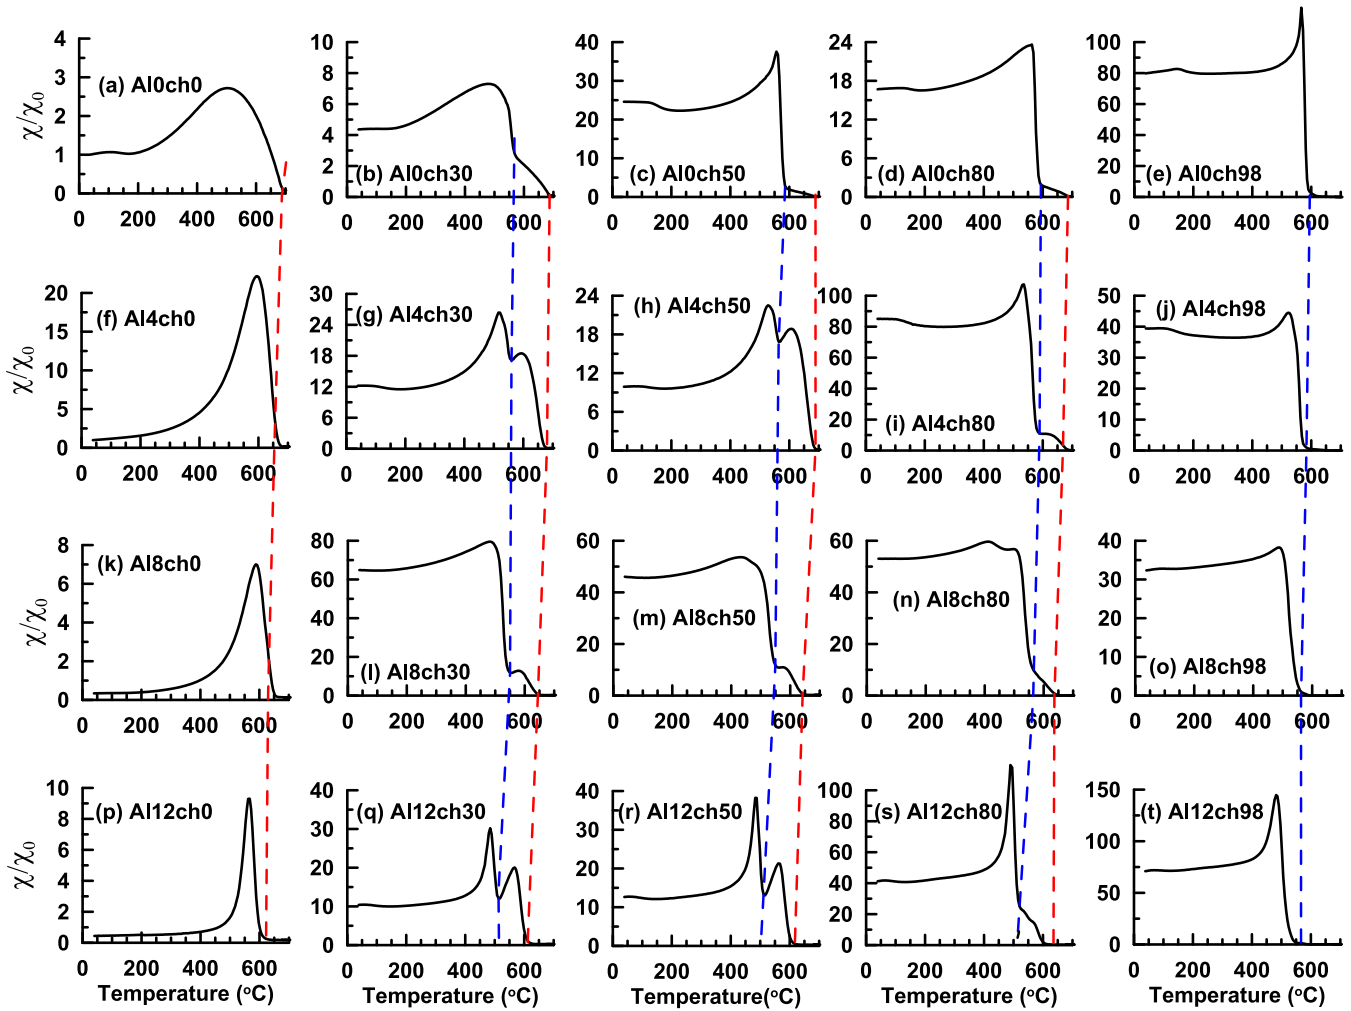 χ/χ0
4
3
2
1
0
(a) Al0ch0
0 200 400 600
10
8
6
4
2
0
(b) Al0ch30
0 200 400 600
40
30
20
10
0
(c) Al0ch50
0 200 400 600
24
18
12
6
0
(d) Al0ch80
0 200 400 600
100
80
60
40
20
0
(e) Al0ch98
0 200 400 600
χ/χ0
20
15
10
5
0
(f) Al4ch0
0 200 400 600
30
24
18
12
6
0
(g) Al4ch30
0 200 400 600
24
18
12
6
0
(h) Al4ch50
0 200 400 600
100
80
60
40
20
0
(i) Al4ch80
0 200 400 600
50
40
30
20
10
0
(j) Al4ch98
0 200 400 600
χ/χ0
8
6
4
2
0
(k) Al8ch0
0 200 400 600
80
60
40
20
0
(l) Al8ch30
0 200 400 600
60
40
20
0
(m) Al8ch50
0 200 400 600
60
40
20
0
(n) Al8ch80
0 200 400 600
40
30
20
10
0
(o) Al8ch98
0 200 400 600
χ/χ0
10
8
6
4
2
0
(p) Al12ch0
0 200 400 600
Temperature (oC)
40
30
20
10
0
(q) Al12ch30
0 200 400 600
Temperature (oC)
40
30
20
10
0
(r) Al12ch50
0 200 400 600
Temperature(oC)
100
80
60
40
20
0
(s) Al12ch80
0 200 400 600
Temperature (oC)
150
100
50
0
(t) Al12ch98
0 200 400 600
Temperature (oC)